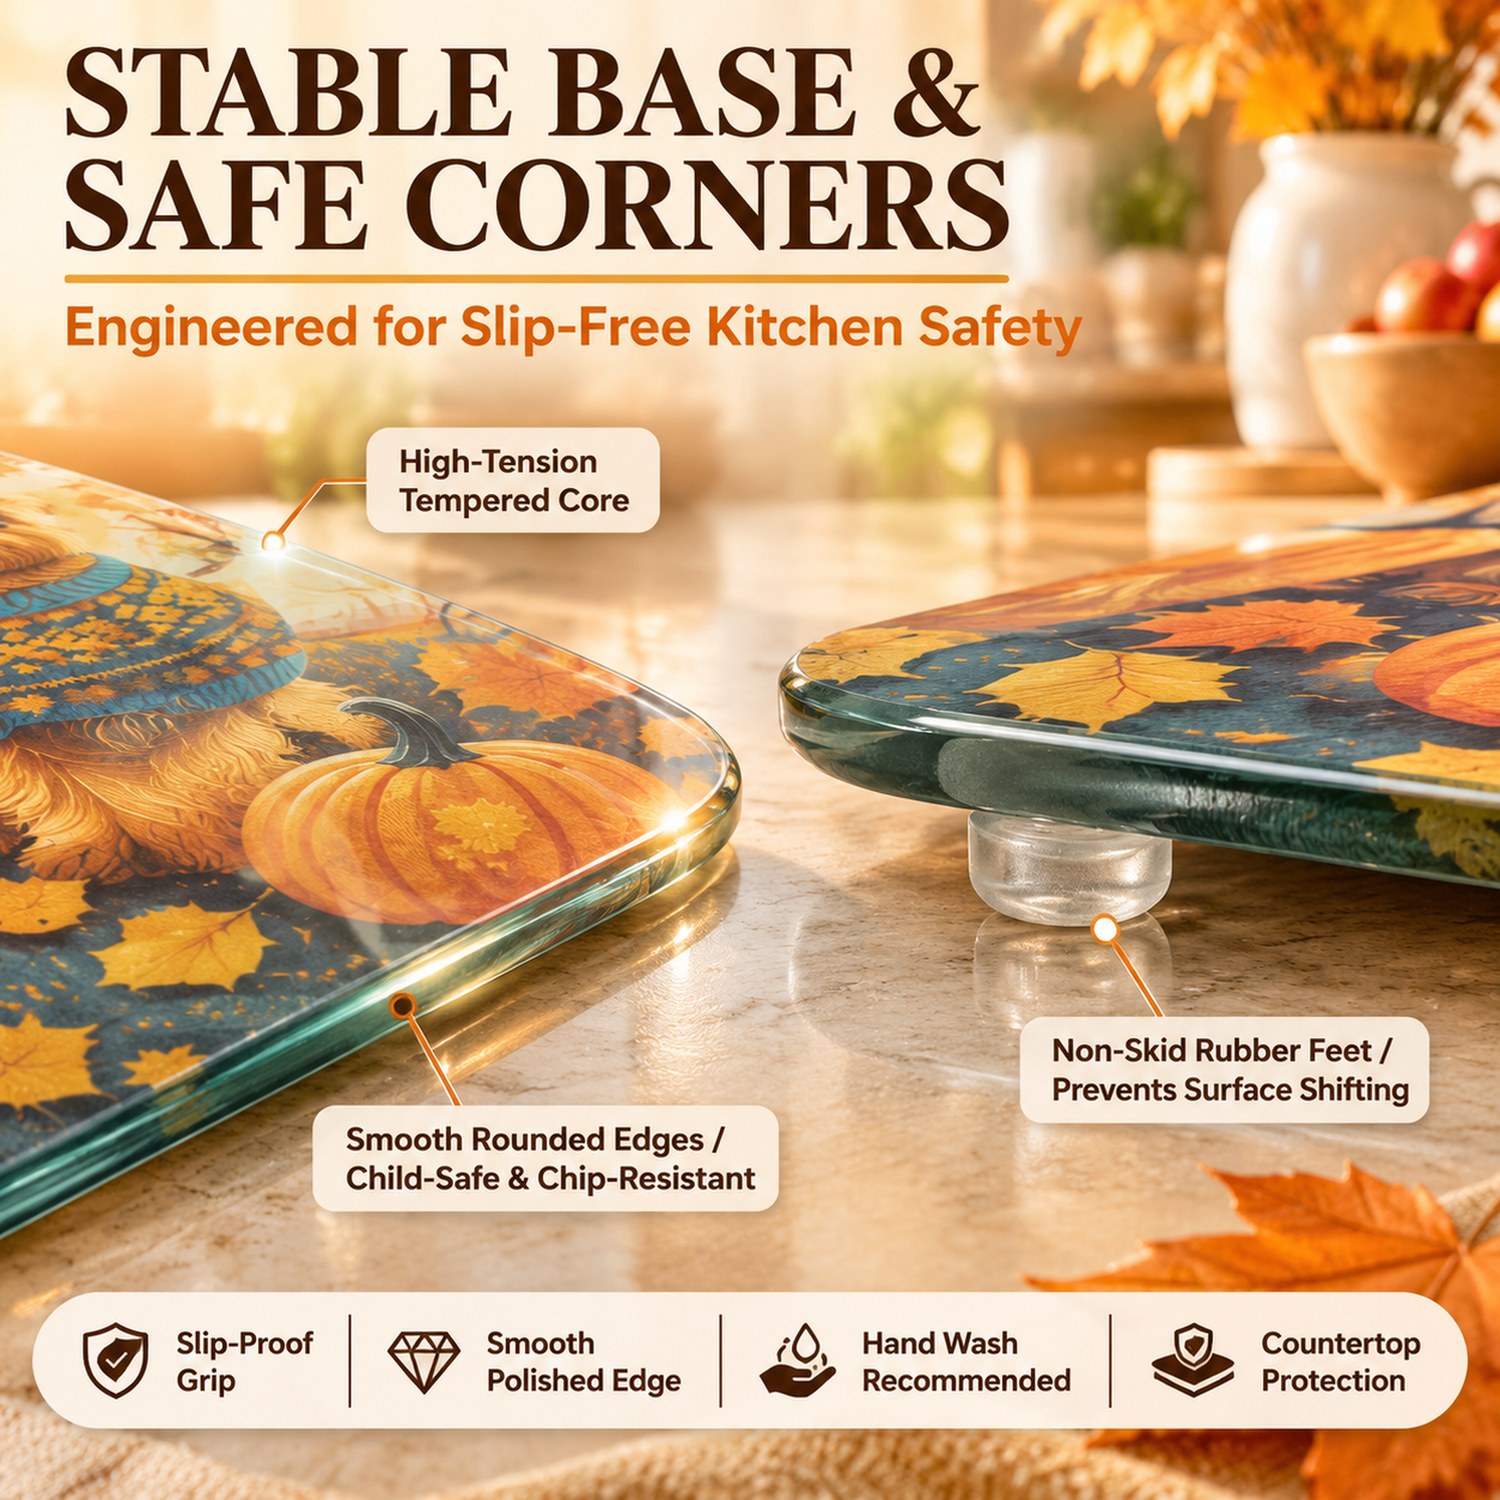 STABLE BASE &
SAFE CORNERS
Engineered for Slip-Free Kitchen Safety
High-Tension
Tempered Core
Non-Skid Rubber Feet /
Prevents Surface Shifting
Smooth Rounded Edges /
Child-Safe & Chip-Resistant
Slip-Proof
Grip
Smooth
Polished Edge
Hand Wash
Recommended
Countertop
Protection